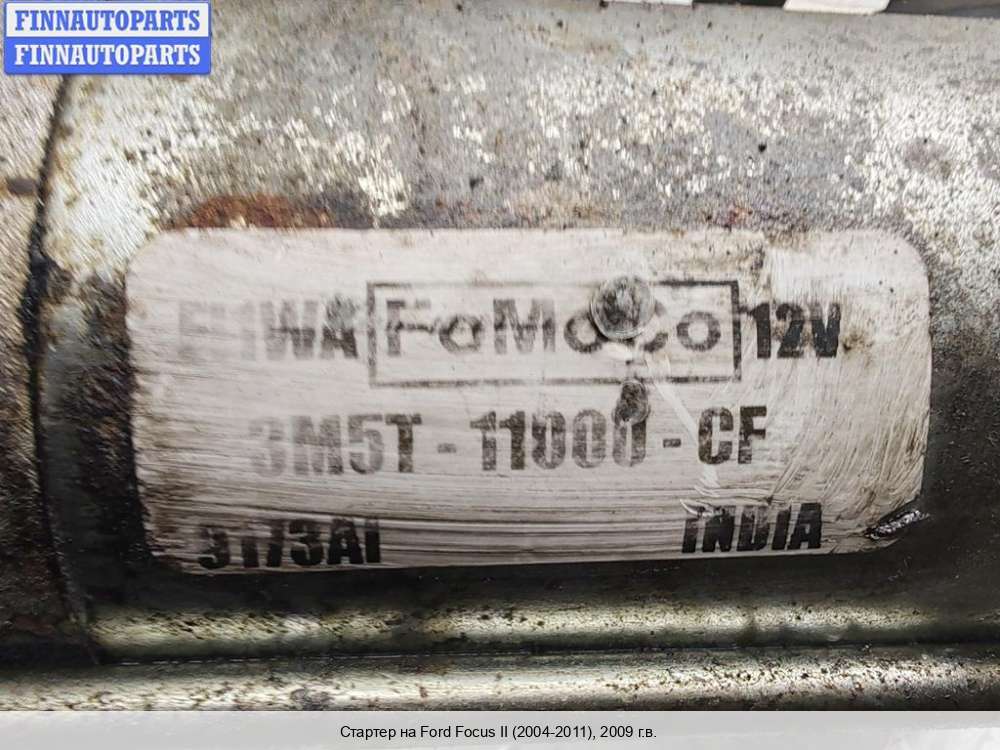 FINNAUTOPARTS
FINNAUTOPARTS
FoMoCo 12V
3M5T-11000-CF
INDIA
Стартер на Ford Focus II (2004-2011), 2009 г.в.